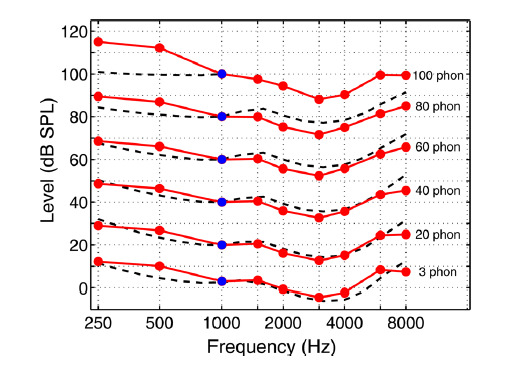 120
100
80
60
40
20
0
Level (dB SPL)
100 phon
80 phon
60 phon
40 phon
20 phon
3 phon
250 500 1000 2000 4000 8000
Frequency (Hz)